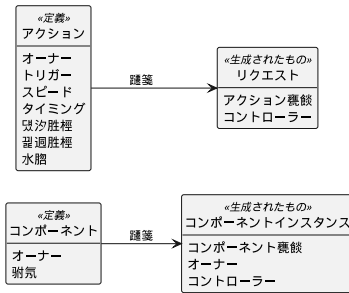 «定義»
アクション
オーナー
トリガー
スピード
タイミング
«生成されたもの»
リクエスト
アクション甕餤
コントローラー
«定義»
コンポーネント
オーナー
«生成されたもの»
コンポーネントインスタンス
コンポーネント甕餤
オーナー
コントローラー